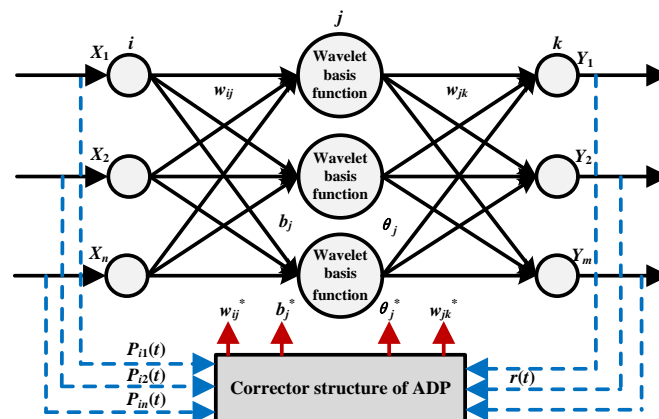 j
i
k
X1
Y1
Wavelet basis function
wij
wjk
X2
Y2
Wavelet basis function
bj
θj
Xn
Ym
Wavelet basis function
wij*
bj*
θj*
wjk*
Pi1(t)
Pi2(t)
Pin(t)
Corrector structure of ADP
r(t)